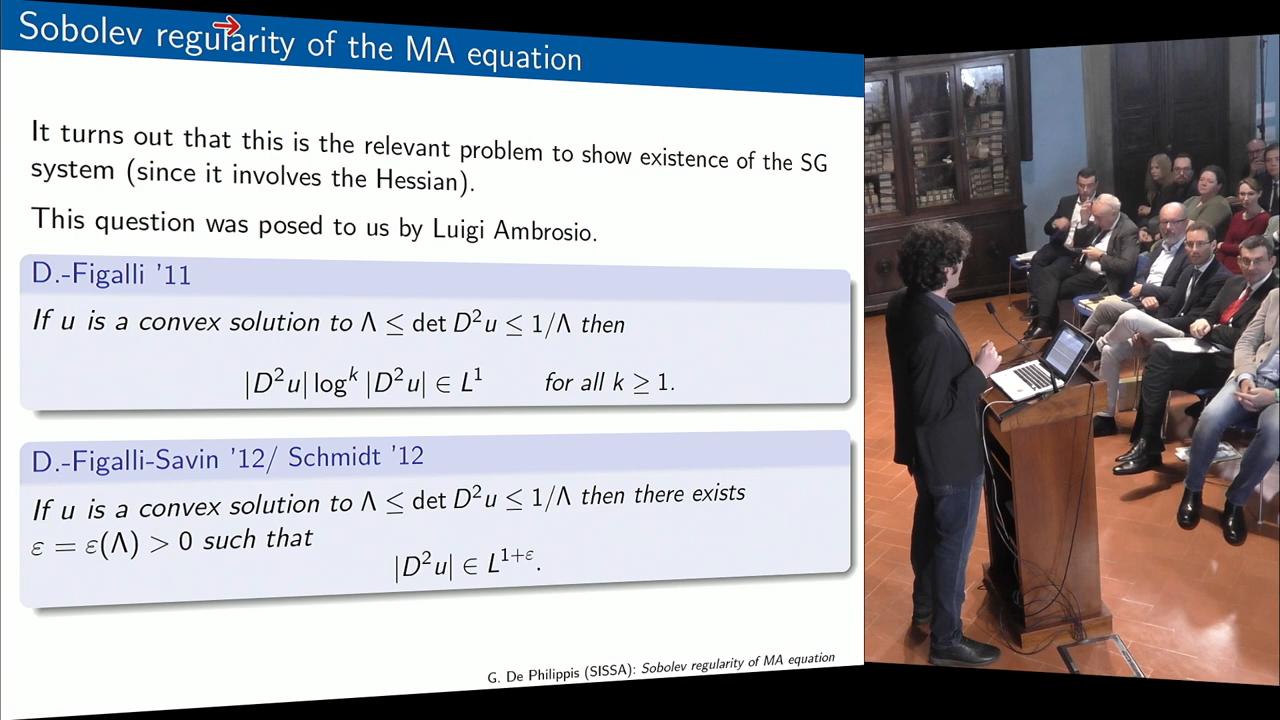 Sobolev regularity of the MA equation
It turns out that this is the relevant problem to show existence of the SG
system (since it involves the Hessian).
This question was posed to us by Luigi Ambrosio.
D.-Figalli '11
If u is a convex solution to Λ ≤ det D²u ≤ 1/Λ then
|D²u| logᵏ |D²u| ∈ L¹ for all k ≥ 1.
D.-Figalli-Savin '12/ Schmidt '12
If u is a convex solution to Λ ≤ det D²u ≤ 1/Λ then there exists
ε = ε(Λ) > 0 such that
|D²u| ∈ L¹⁺ᵋ.
G. De Philippis (SISSA): Sobolev regularity of MA equation